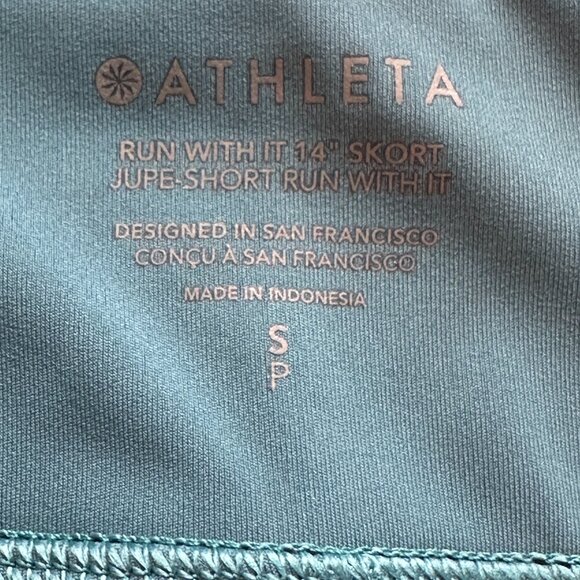 ATHLETA
RUN WITH IT 14" SKORT
JUPE-SHORT RUN WITH IT
DESIGNED IN SAN FRANCISCO
CONÇU À SAN FRANCISCO
MADE IN INDONESIA
S
P